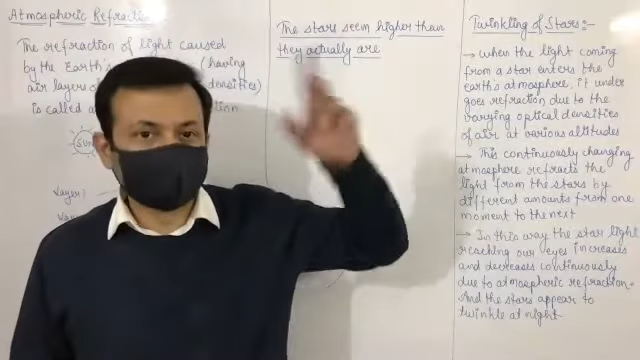 Atmospheric Refraction
The refraction of light caused
by the Earth's (having
air layers of densities)
is called
Sun
Layer 1
The stars seem higher than
they actually are
Twinkling of Stars:-
→ when the light coming
from a star enters the
earth's atmosphere, it under
goes refraction due to the
varying optical densities
of air at various altitudes
→ This continuously changing
atmosphere refracts the
light from the stars by
different amounts from one
moment to the next
→ In this way the star light
reaching our eyes increases
and decreases continuously
due to atmospheric refraction.
And the stars appear to
twinkle at night.